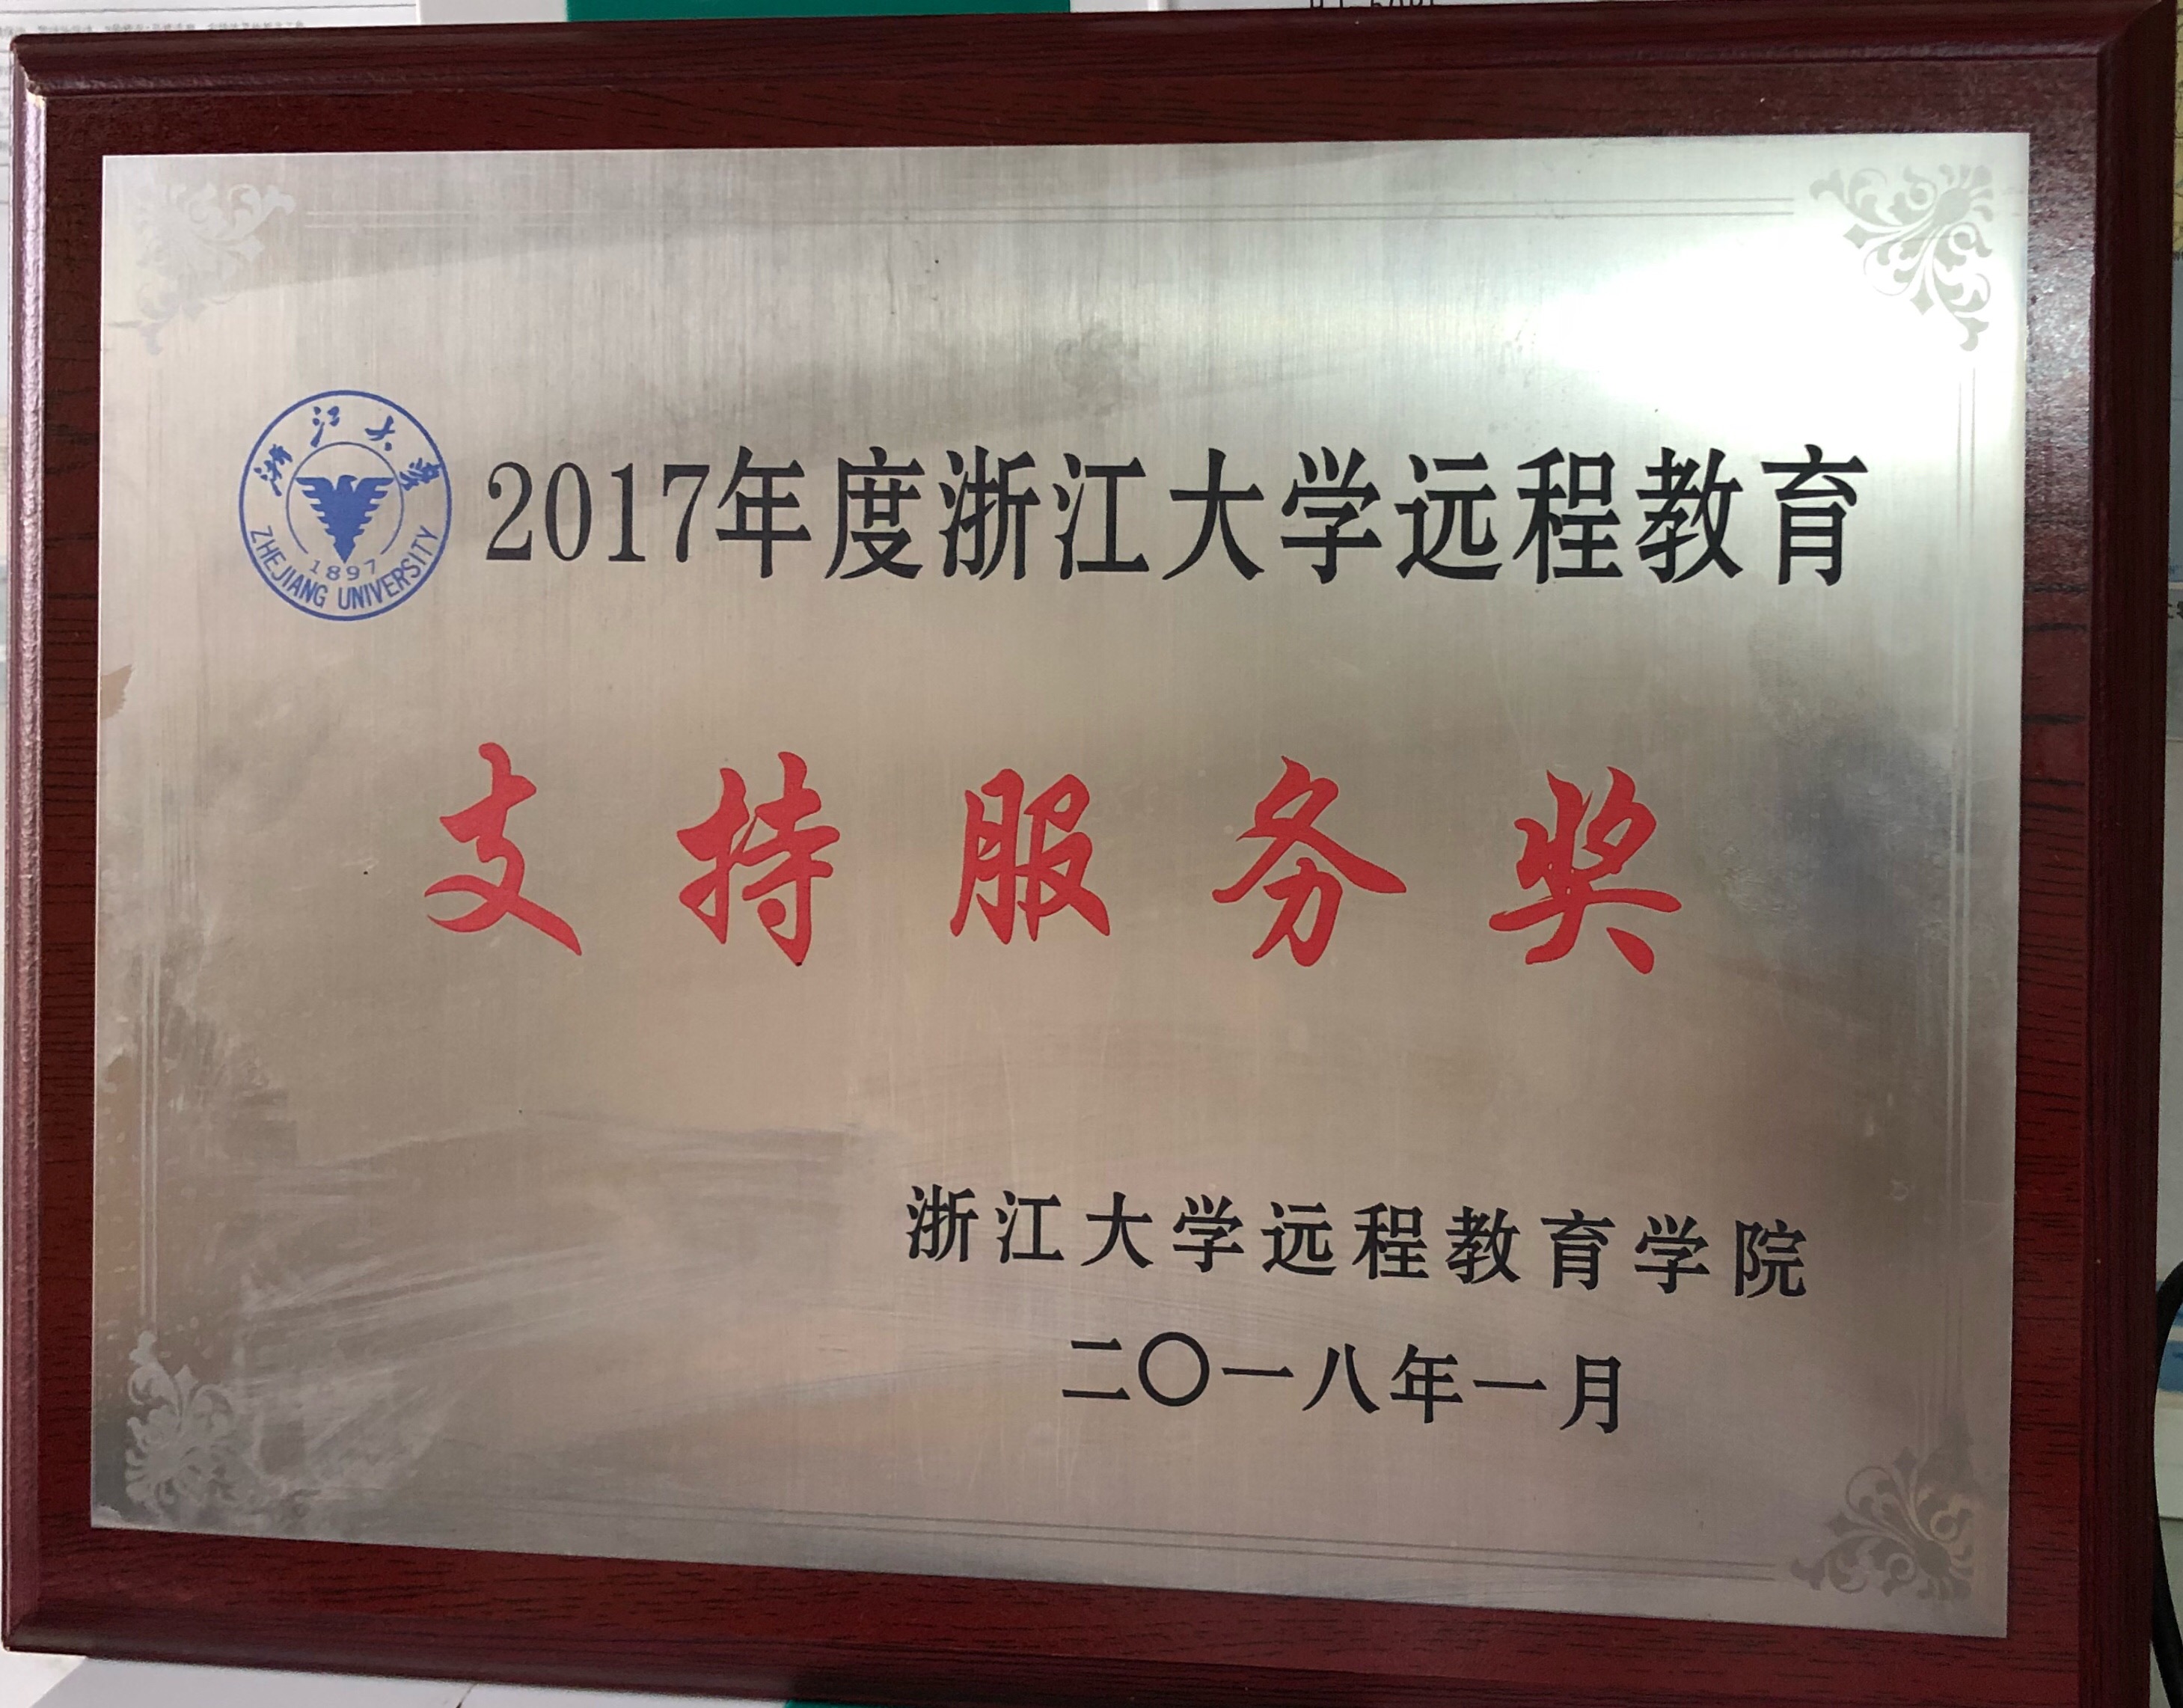 浙江大学
1897
ZHEJIANG UNIVERSITY
2017年度浙江大学远程教育
支持服务奖
浙江大学远程教育学院
二〇一八年一月